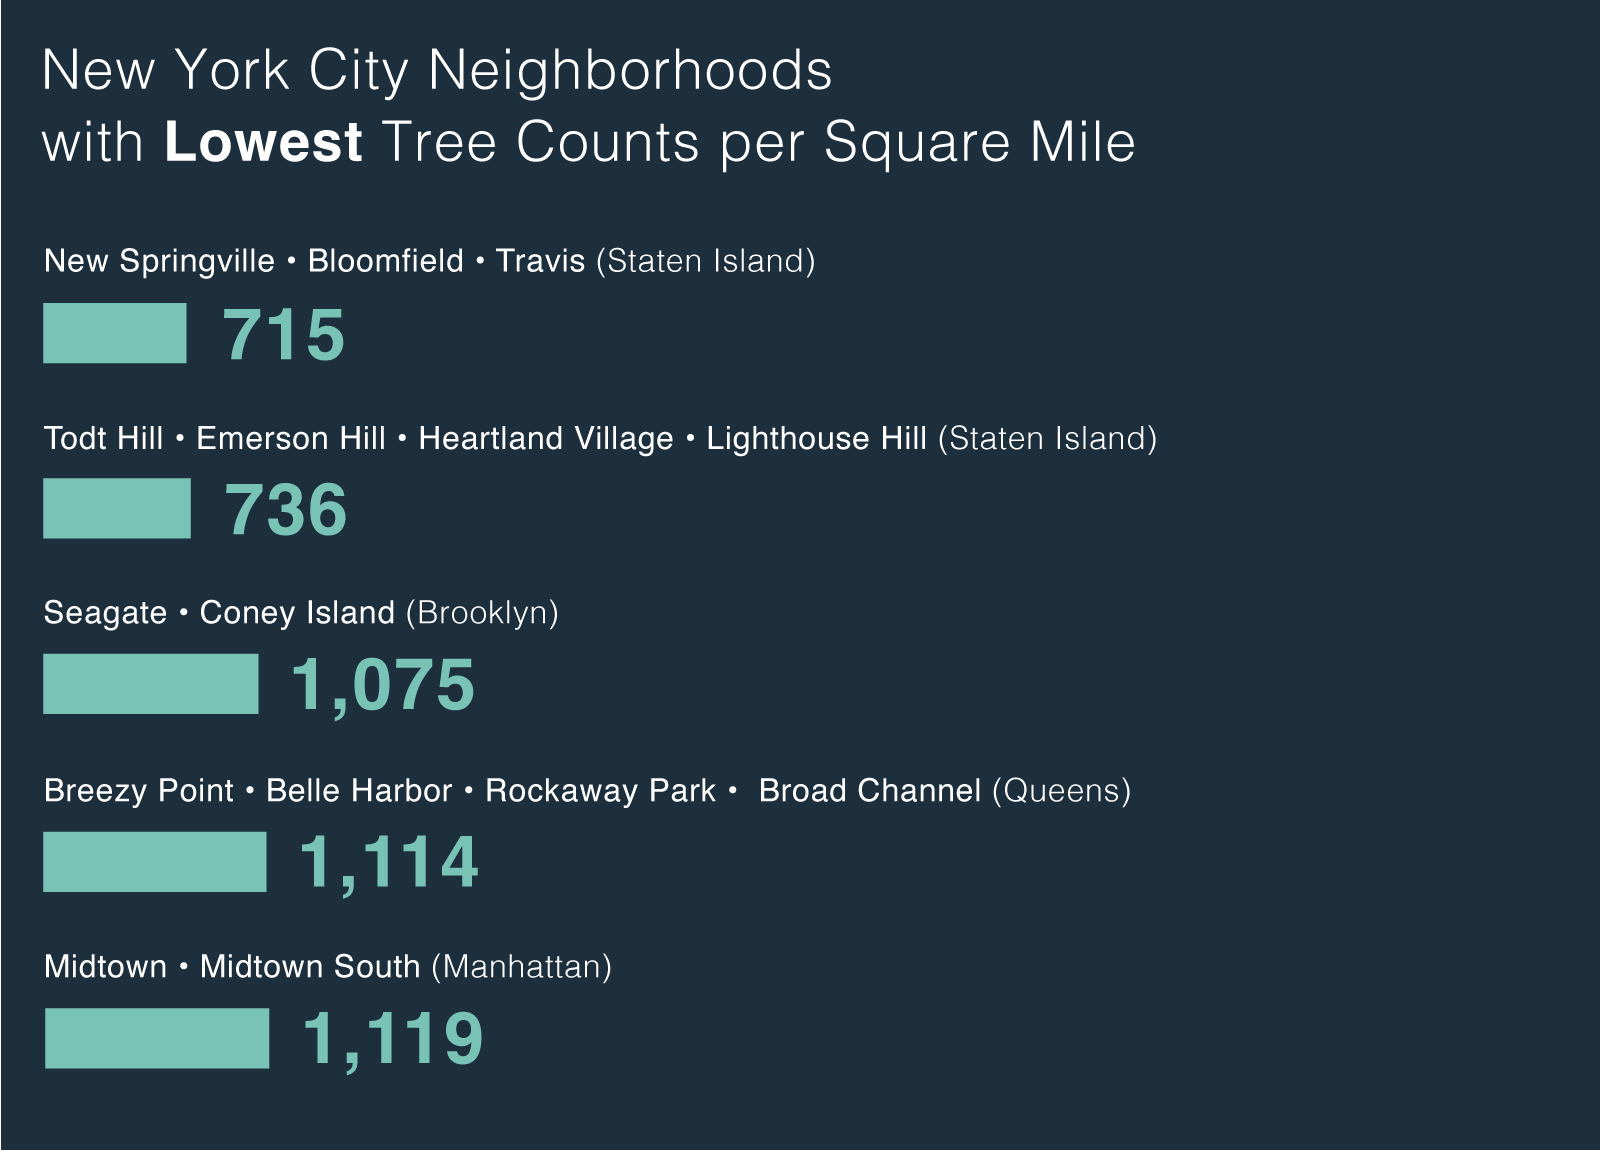 New York City Neighborhoods
with Lowest Tree Counts per Square Mile
New Springville • Bloomfield • Travis (Staten Island)
715
Todt Hill • Emerson Hill • Heartland Village • Lighthouse Hill (Staten Island)
736
Seagate • Coney Island (Brooklyn)
1,075
Breezy Point • Belle Harbor • Rockaway Park • Broad Channel (Queens)
1,114
Midtown • Midtown South (Manhattan)
1,119